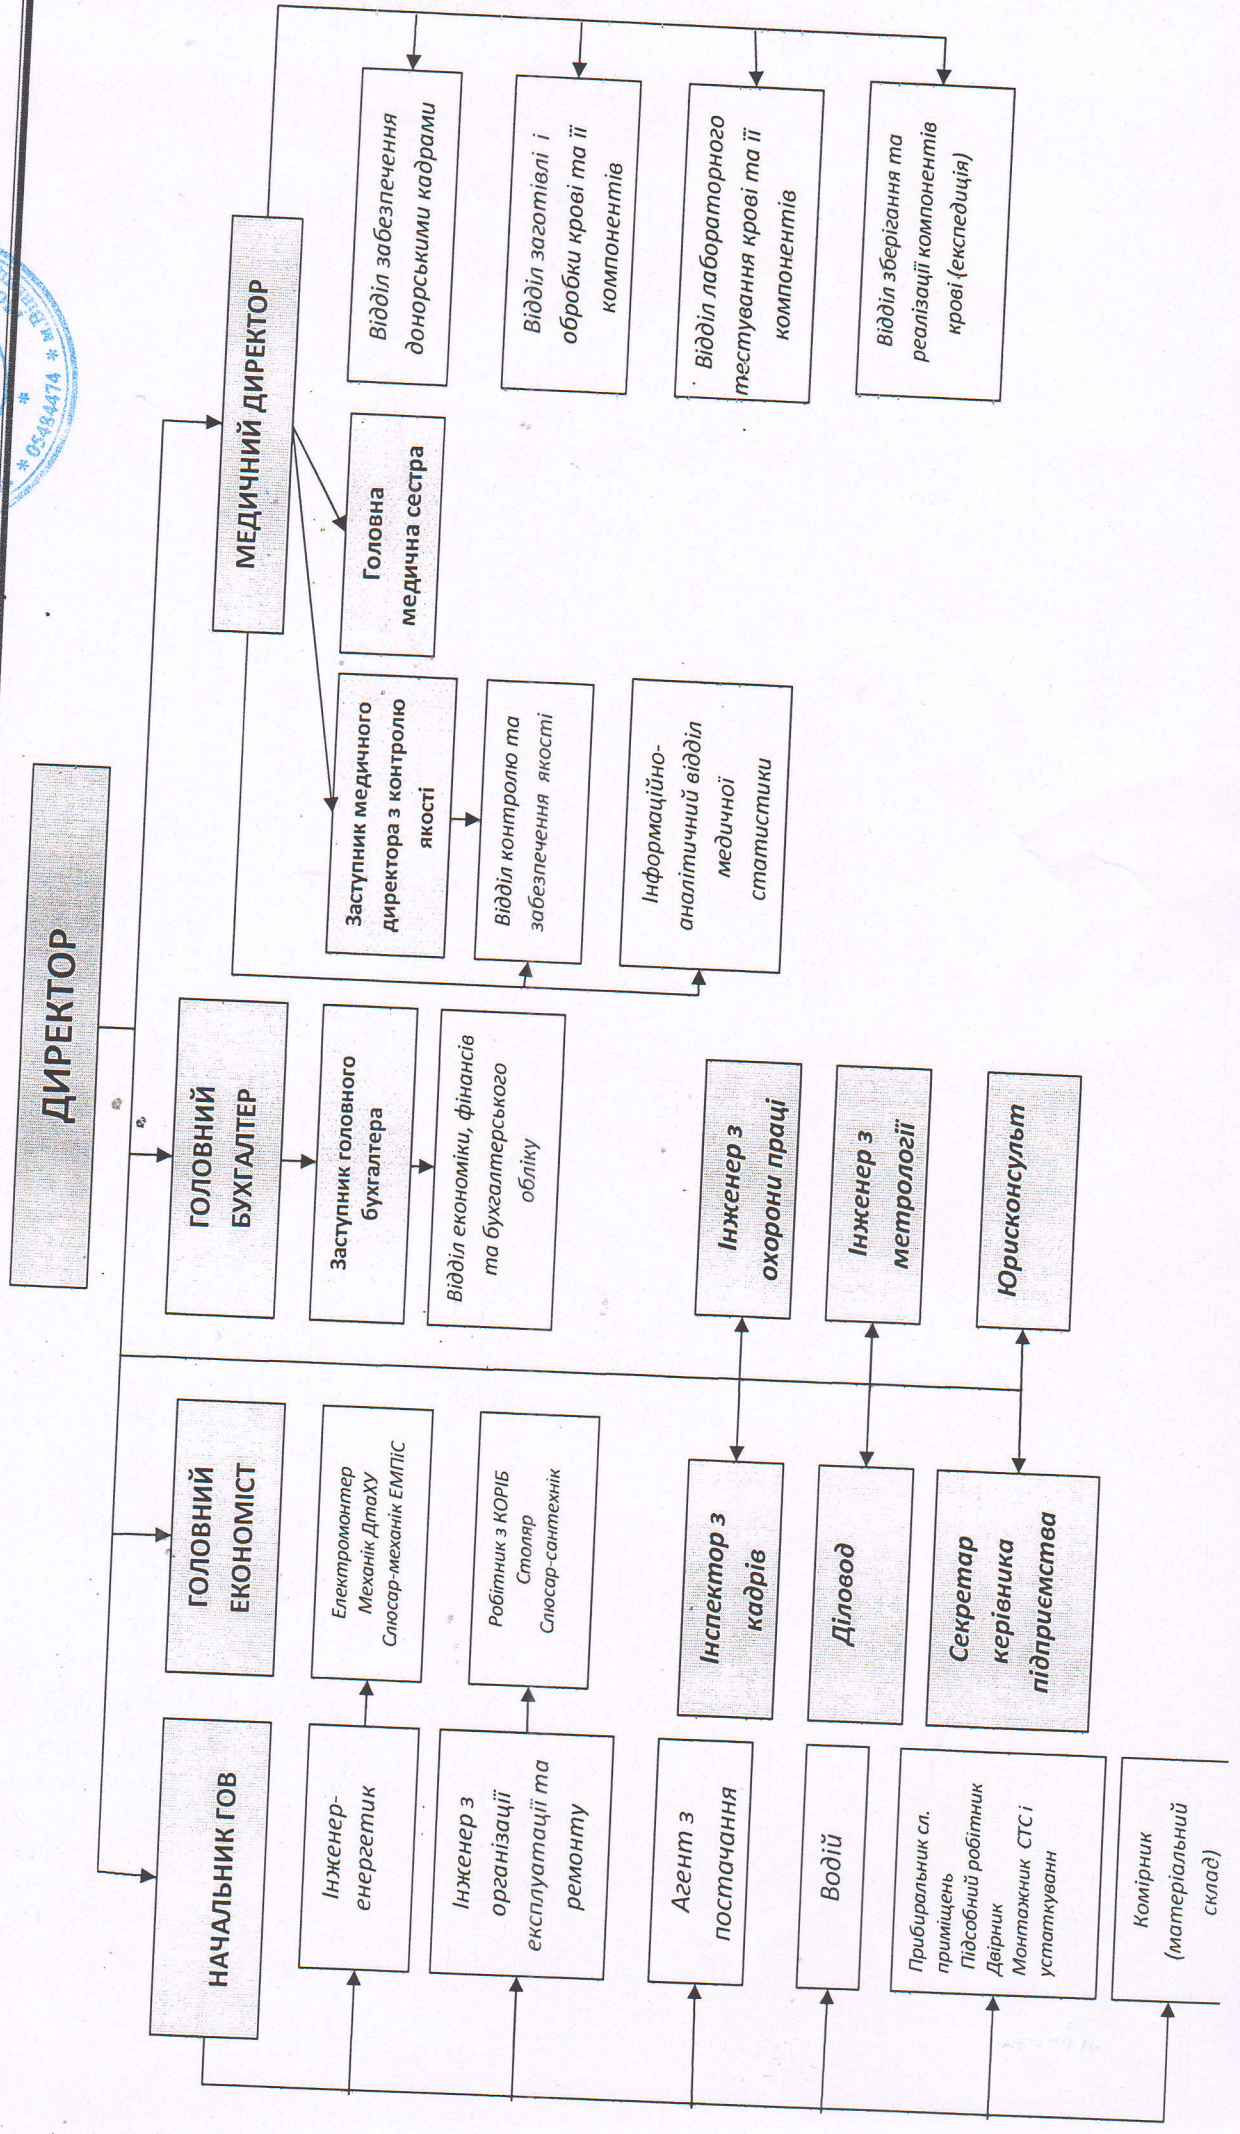 * 05484474 * м.Він
ДИРЕКТОР
НАЧАЛЬНИК ГОВ
ГОЛОВНИЙ
ЕКОНОМІСТ
ГОЛОВНИЙ
БУХГАЛТЕР
МЕДИЧНИЙ ДИРЕКТОР
Інженер-
енергетик
Електромонтер
Механік ДтаХУ
Слюсар-механік ЕМПіС
Заступник головного
бухгалтера
Заступник медичного
директора з контролю
якості
Головна
медична сестра
Відділ забезпечення
донорськими кадрами
Інженер з
організації
експлуатації та
ремонту
Робітник з КОРІБ
Столяр
Слюсар-сантехнік
Відділ економіки, фінансів
та бухгалтерського
обліку
Відділ контролю та
забезпечення якості
Відділ заготівлі і
обробки крові та її
компонентів
Агент з
постачання
Інспектор з
кадрів
Інженер з
охорони праці
Інформаційно-
аналітичний відділ
медичної
статистики
Відділ лабораторного
тестування крові та її
компонентів
Водій
Діловод
Інженер з
метрології
Відділ зберігання та
реалізації компонентів
крові (експедиція)
Прибиральник сл.
приміщень
Підсобний робітник
Двірник
Монтажник СТС і
устаткуванн
Секретар
керівника
підприємства
Юрисконсульт
Комірник
(матеріальний
склад)